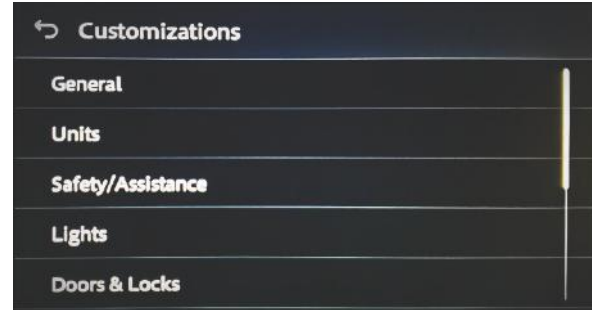 Customizations
General
Units
Safety/Assistance
Lights
Doors & Locks